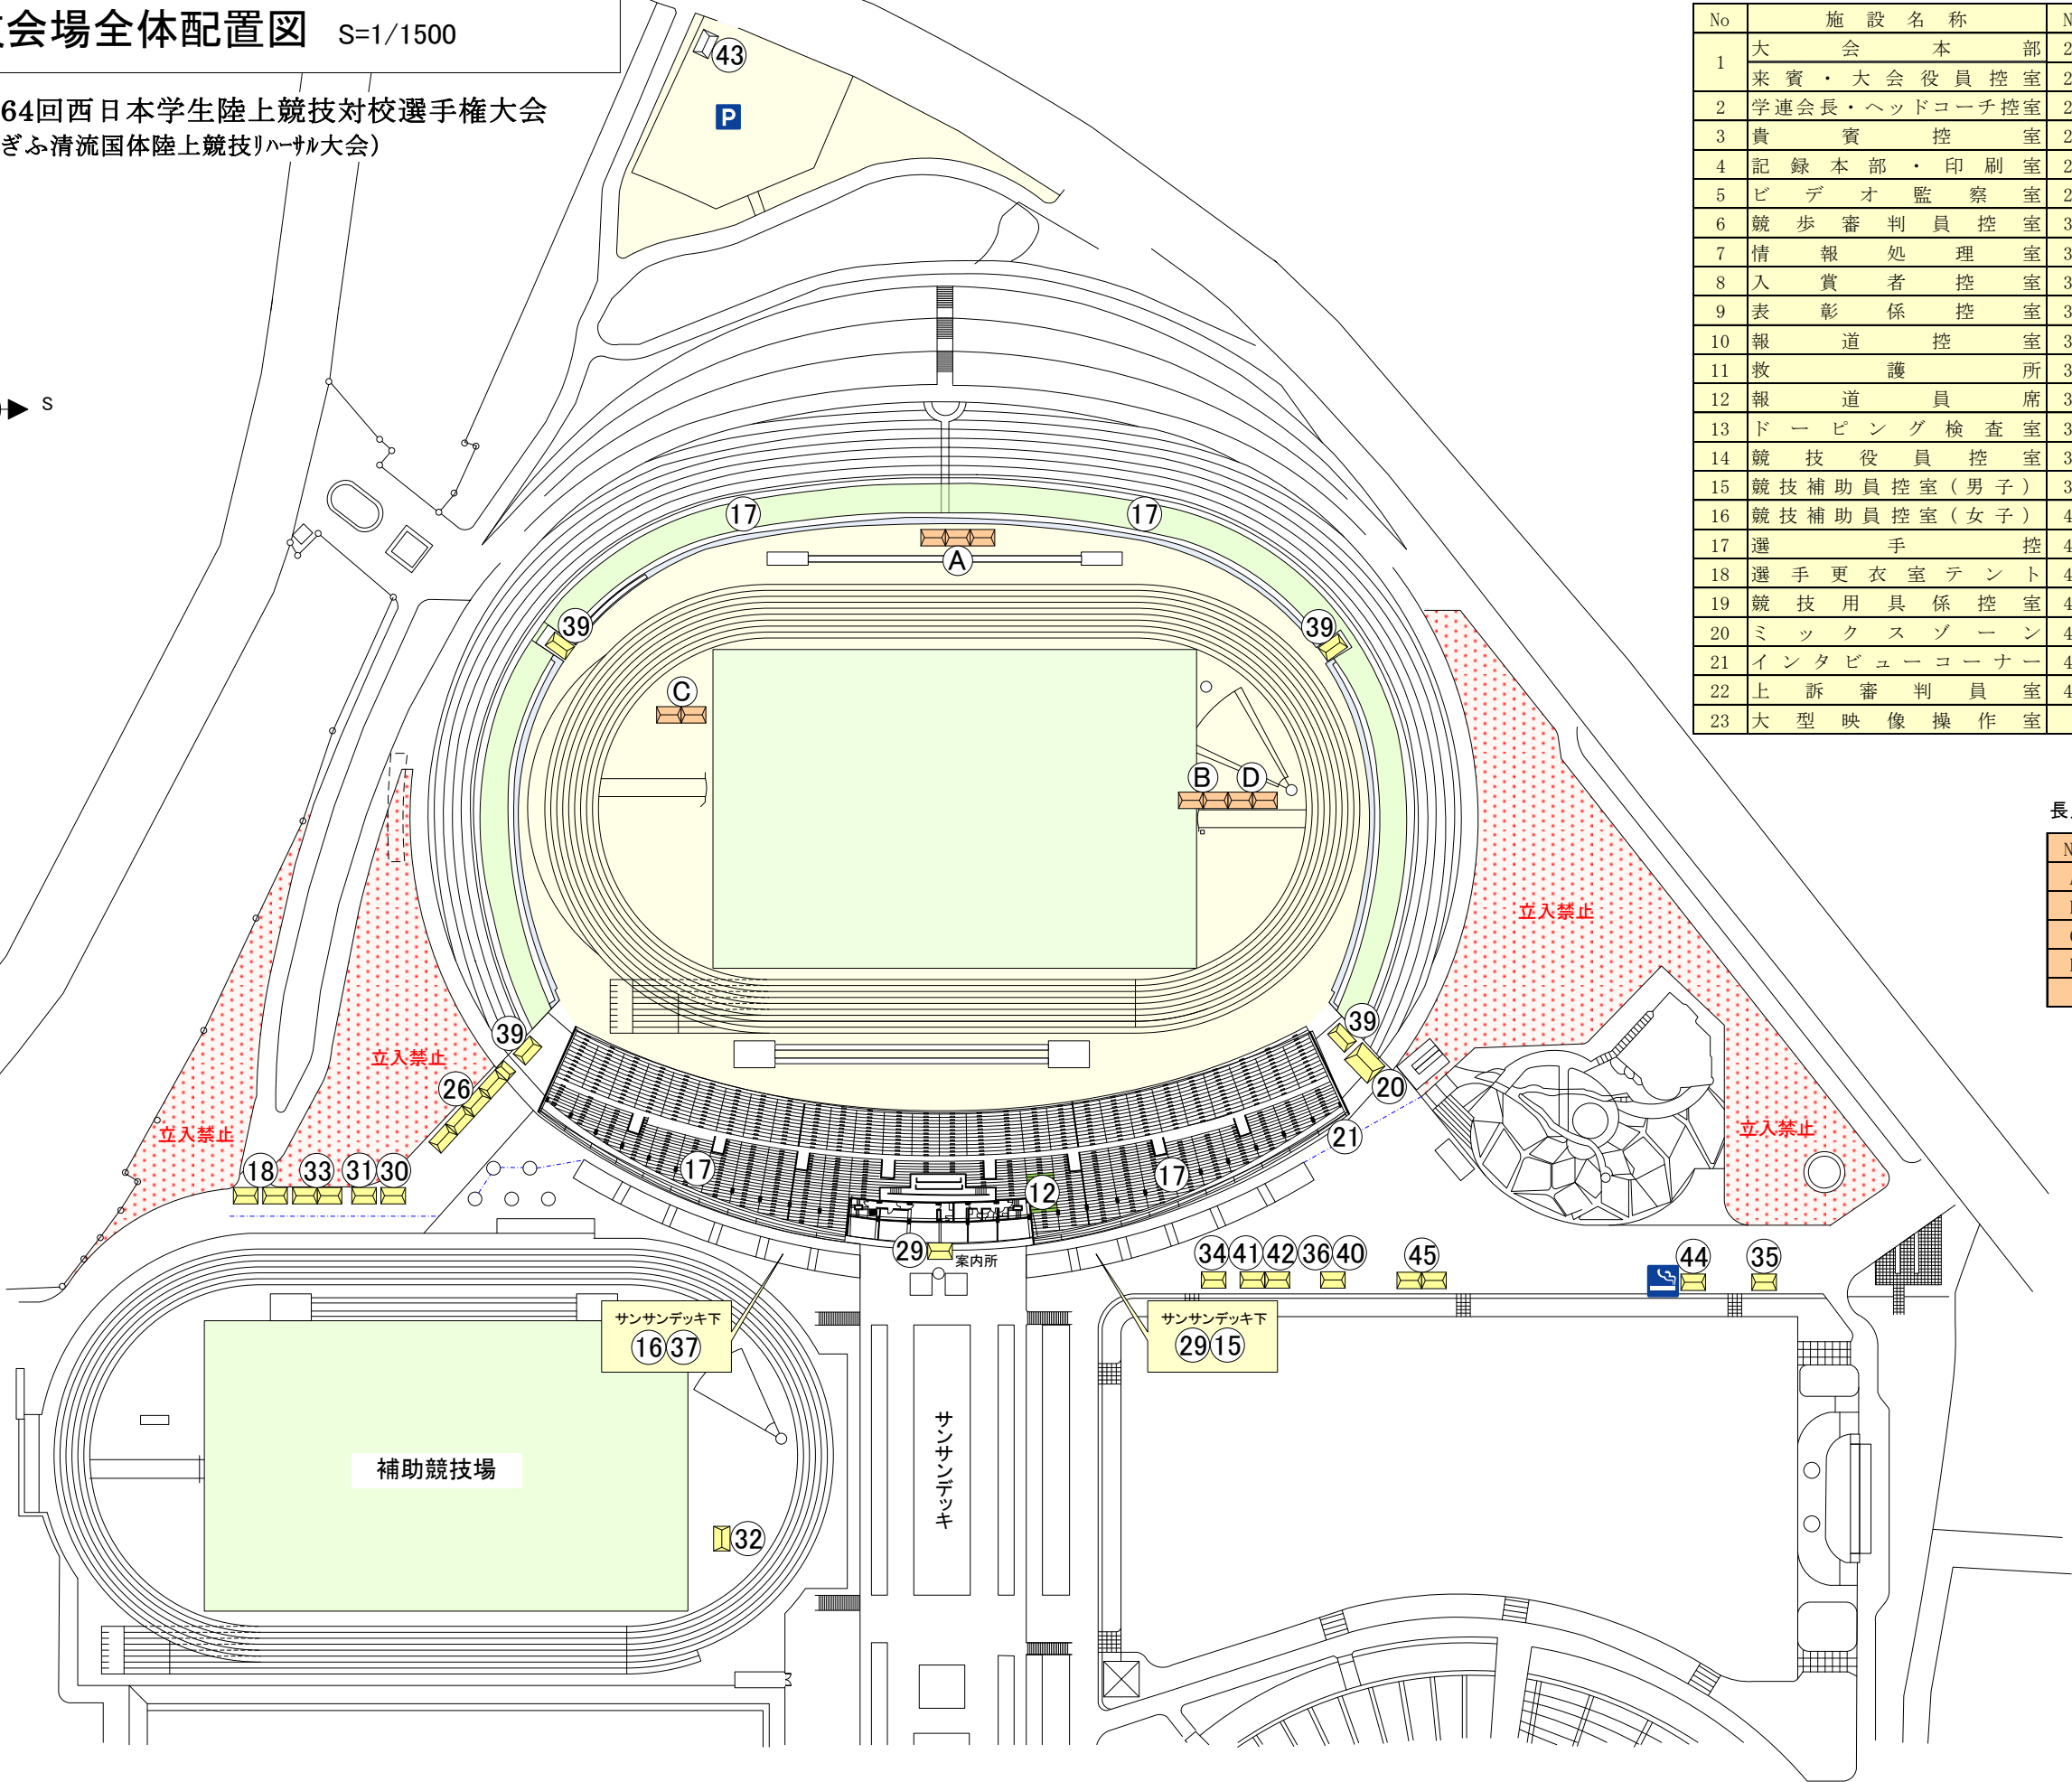 会場全体配置図 S=1/1500
64回西日本学生陸上競技対校選手権大会
ぎふ清流国体陸上競技リハーサル大会）
S
43
P
17
17
A
39
39
C
B
D
立入禁止
39
39
立入禁止
26
20
立入禁止
21
立入禁止
18
33
31
30
17
17
12
29
案内所
34
41
42
36
40
45
44
35
サンサンデッキ下
16
37
サンサンデッキ下
29
15
サンサンデッキ
補助競技場
32
No 施設名称
1 大会本部
来賓・大会役員控室
2 学連会長・ヘッドコーチ控室
3 貴賓控室
4 記録本部・印刷室
5 ビデオ監察室
6 競歩審判員控室
7 情報処理室
8 入賞者控室
9 表彰係控室
10 報道控室
11 救護所
12 報道員席
13 ドーピング検査室
14 競技役員控室
15 競技補助員控室（男子）
16 競技補助員控室（女子）
17 選手控
18 選手更衣室テント
19 競技用具係控室
20 ミックスゾーン
21 インタビューコーナー
22 上訴審判員室
23 大型映像操作室
長